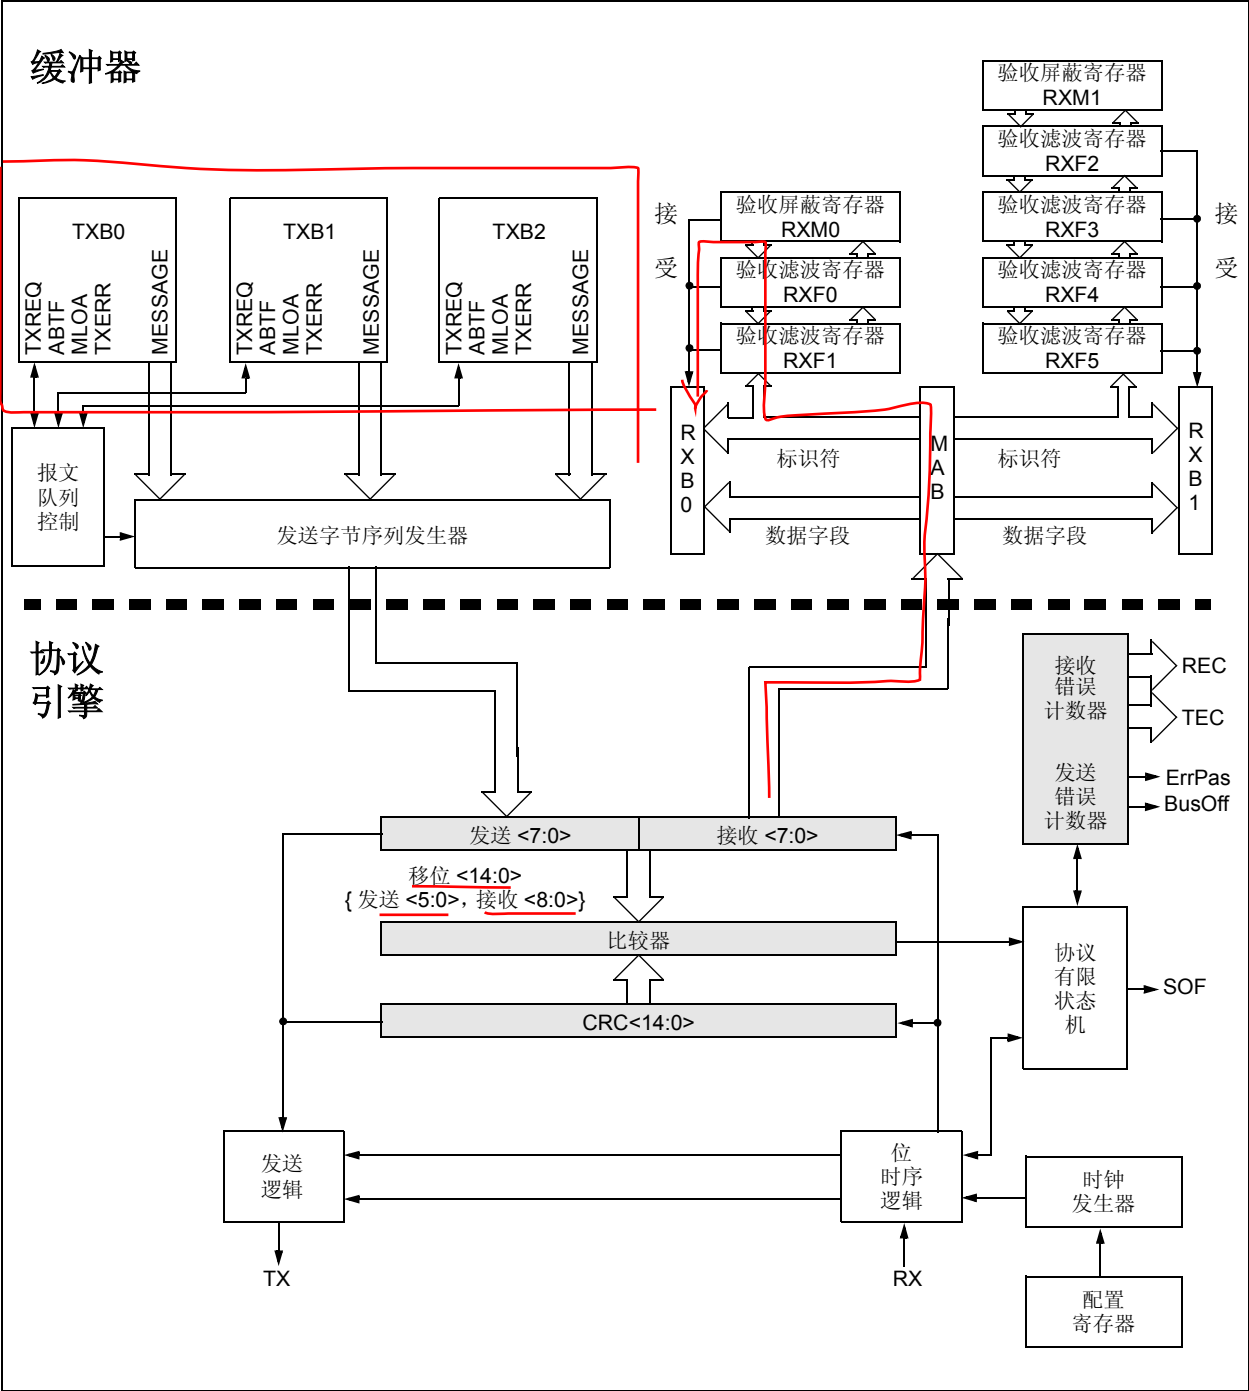 缓冲器
TXB0
TXREQ
ABTF
MLOA
TXERR
MESSAGE
TXB1
TXREQ
ABTF
MLOA
TXERR
MESSAGE
TXB2
TXREQ
ABTF
MLOA
TXERR
MESSAGE
报文
队列
控制
发送字节序列发生器
接
受
验收屏蔽寄存器
RXM0
验收滤波寄存器
RXF0
验收滤波寄存器
RXF1
验收屏蔽寄存器
RXM1
验收滤波寄存器
RXF2
验收滤波寄存器
RXF3
验收滤波寄存器
RXF4
验收滤波寄存器
RXF5
接
受
RXB0
标识符
数据字段
MAB
标识符
数据字段
RXB1
协议
引擎
接收
错误
计数器
发送
错误
计数器
REC
TEC
ErrPas
BusOff
发送 <7:0>
接收 <7:0>
移位 <14:0>
{ 发送 <5:0>，接收 <8:0>}
比较器
CRC<14:0>
协议
有限
状态
机
SOF
发送
逻辑
TX
位
时序
逻辑
RX
时钟
发生器
配置
寄存器